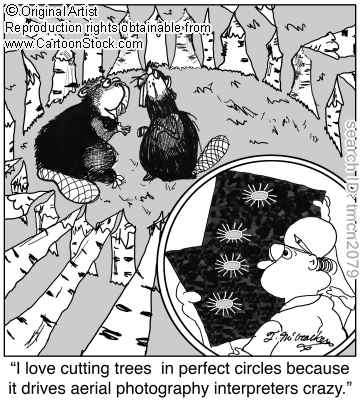 © Original Artist
Reproduction rights obtainable from
www.CartoonStock.com
search ID: tmcn2079
"I love cutting trees in perfect circles because
it drives aerial photography interpreters crazy."